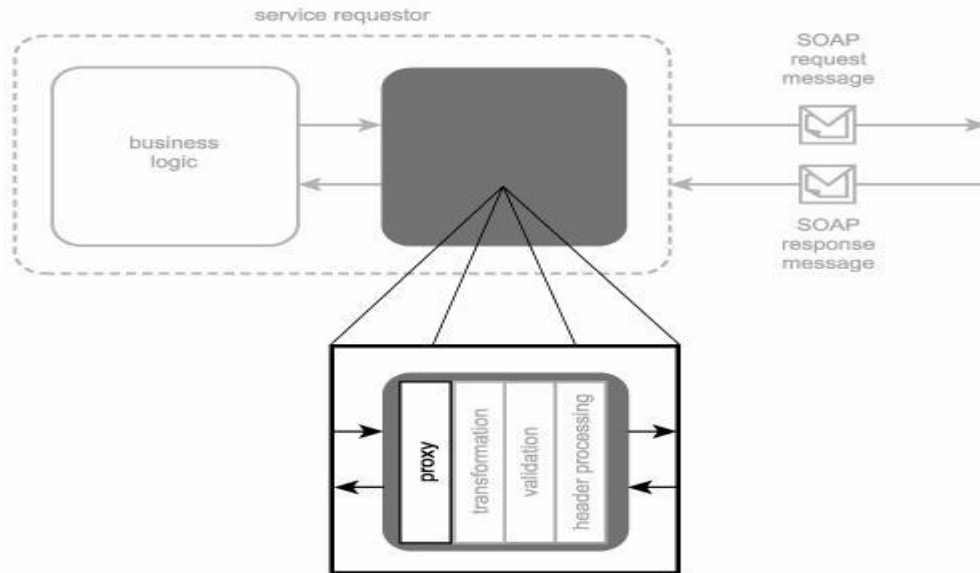 service requestor
SOAP
request
message
business
logic
SOAP
response
message
proxy
transformation
validation
header processing